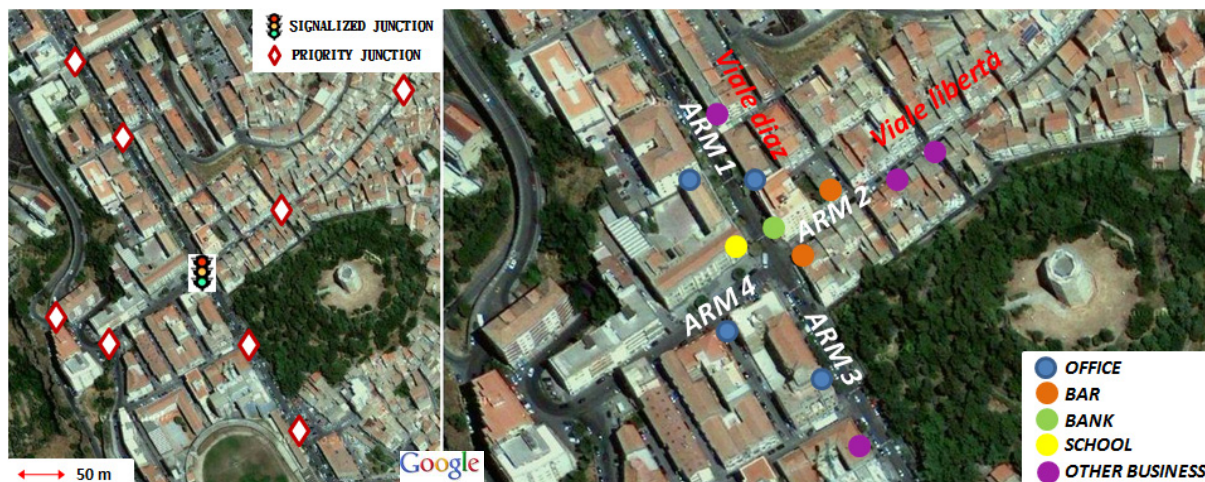 SIGNALIZED JUNCTION
PRIORITY JUNCTION
50 m
Google
Viale diaz
Viale libertà
ARM 1
ARM 2
ARM 4
ARM 3
OFFICE
BAR
BANK
SCHOOL
OTHER BUSINESS